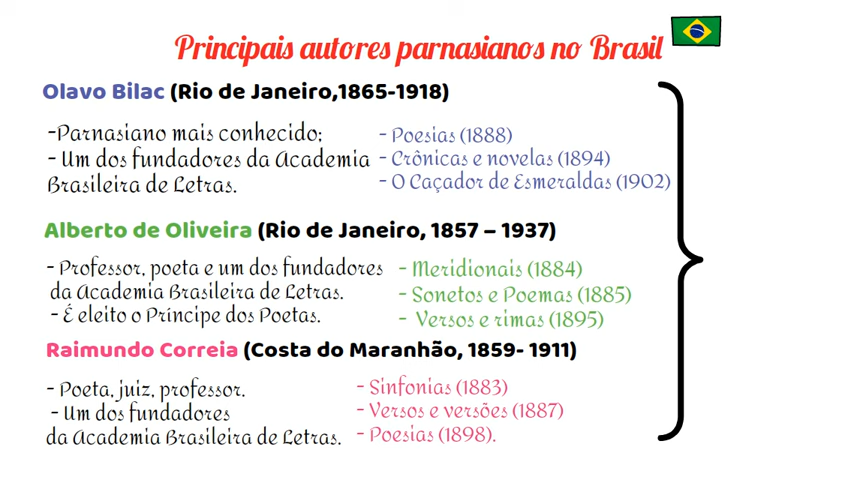 Principais autores parnasianos no Brasil
Olavo Bilac (Rio de Janeiro,1865-1918)
-Parnasiano mais conhecido;
- Um dos fundadores da Academia
Brasileira de Letras.
- Poesias (1888)
- Crônicas e novelas (1894)
- O Caçador de Esmeraldas (1902)
Alberto de Oliveira (Rio de Janeiro, 1857 – 1937)
- Professor, poeta e um dos fundadores
da Academia Brasileira de Letras.
- É eleito o Príncipe dos Poetas.
- Meridionais (1884)
- Sonetos e Poemas (1885)
- Versos e rimas (1895)
Raimundo Correia (Costa do Maranhão, 1859- 1911)
- Poeta, juiz, professor.
- Um dos fundadores
da Academia Brasileira de Letras.
- Sinfonias (1883)
- Versos e versões (1887)
- Poesias (1898).